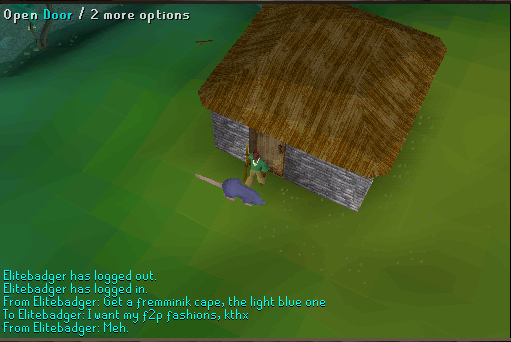 Open Door / 2 more options
Elitebadger has logged out.
Elitebadger has logged in.
From Elitebadger: Get a fremminik cape, the light blue one
To Elitebadger: I want my f2p fashions, kthx
From Elitebadger: Meh.